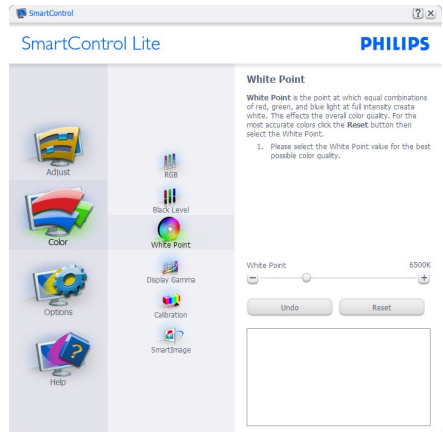 SmartControl
SmartControl Lite
PHILIPS
Adjust
Color
Options
Help
RGB
Black Level
White Point
Display Gamma
Calibration
SmartImage
White Point
White Point is the point at which equal combinations
of red, green, and blue light at full intensity create
white. This effects the overall color quality. For the
most accurate colors click the Reset button then
select the White Point.
1. Please select the White Point value for the best
possible color quality.
White Point 6500K
Undo Reset